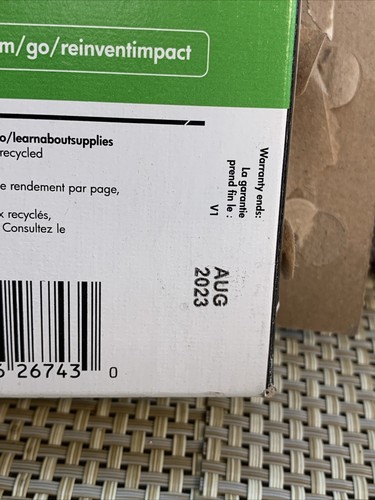 m/go/reinventimpact
o/learnaboutsupplies
recycled
e rendement par page,
x recyclés,
Consultez le
Warranty ends:
La garantie
prend fin le :
V1
AUG
2023
6 26743 0